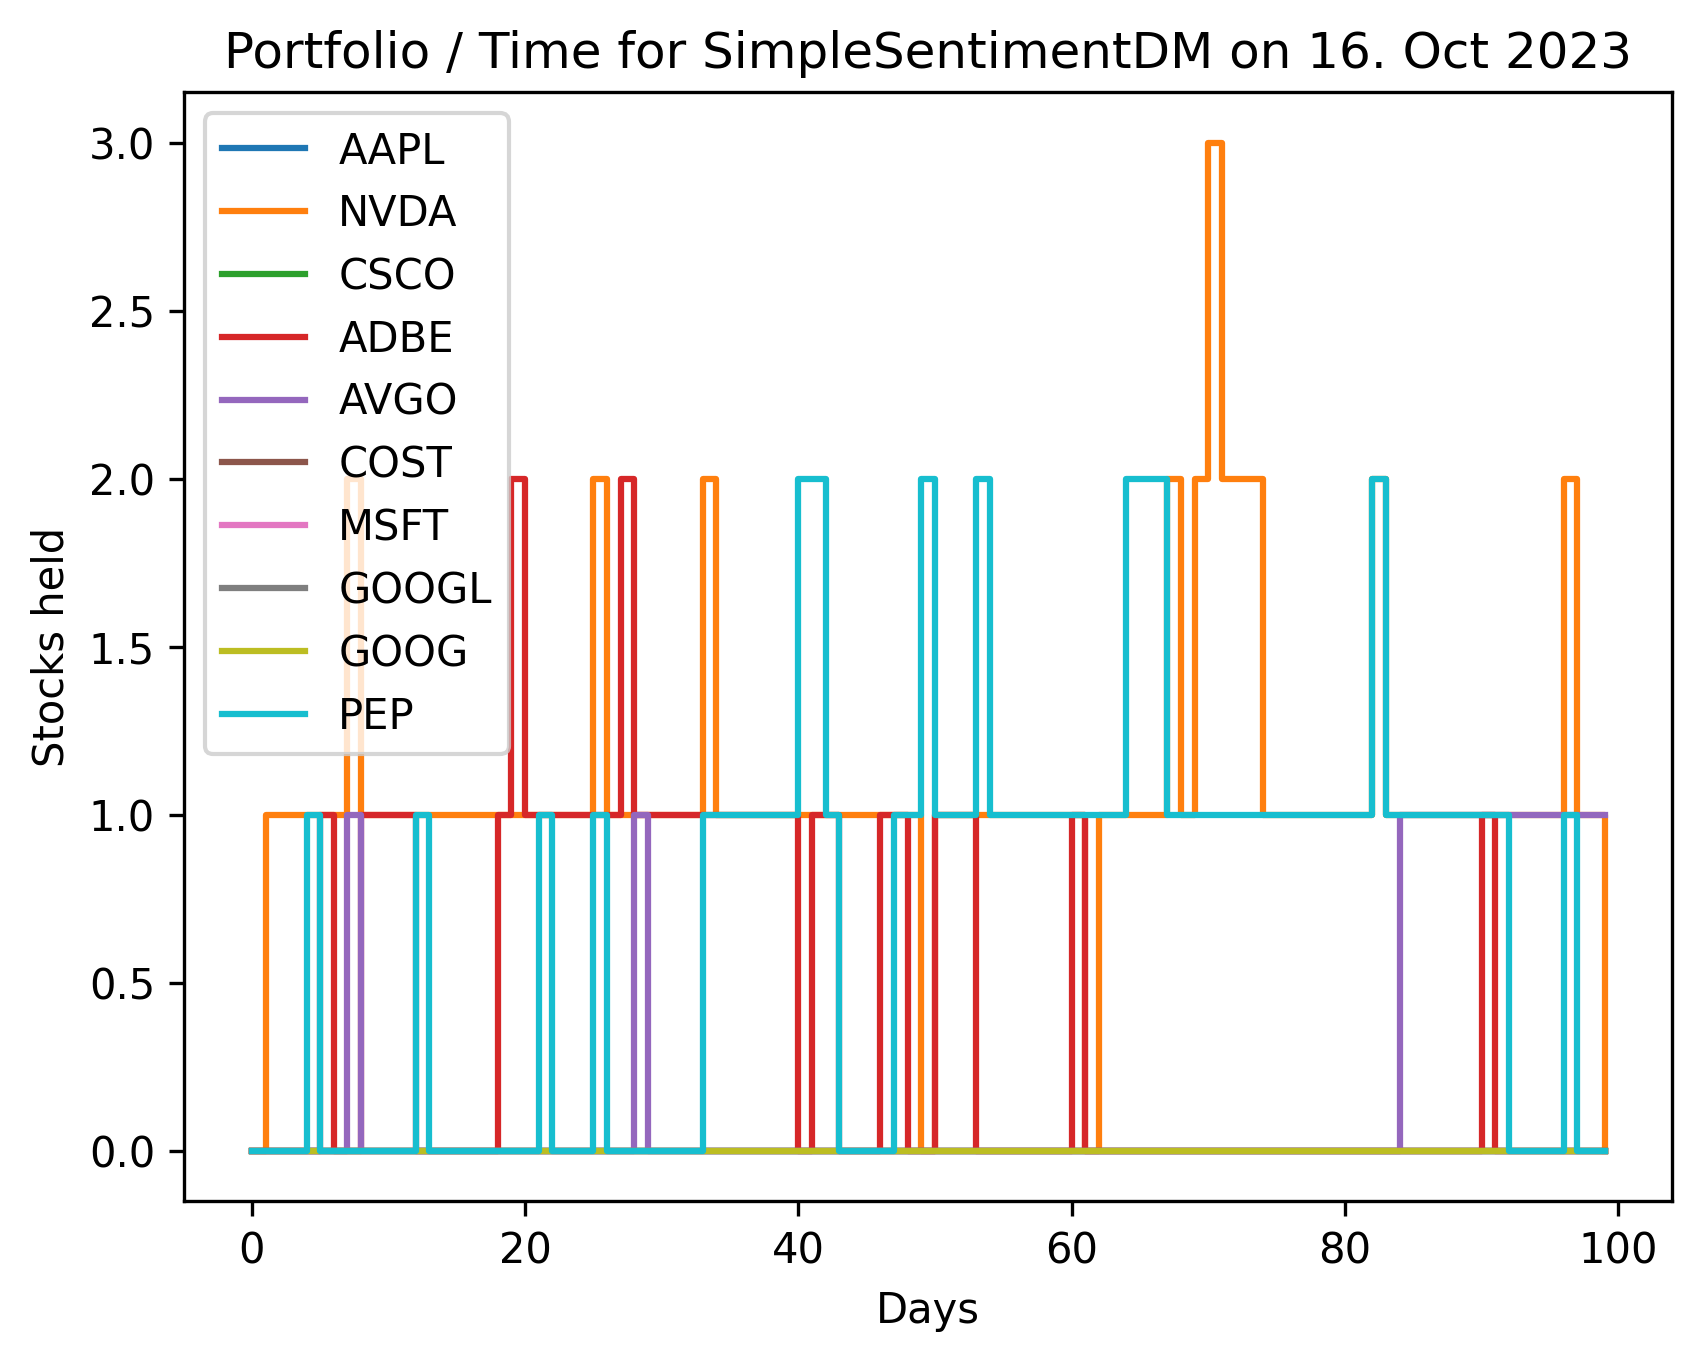 Portfolio / Time for SimpleSentimentDM on 16. Oct 2023
AAPL
NVDA
CSCO
ADBE
AVGO
COST
MSFT
GOOGL
GOOG
PEP
Stocks held
3.0
2.5
2.0
1.5
1.0
0.5
0.0
0 20 40 60 80 100
Days